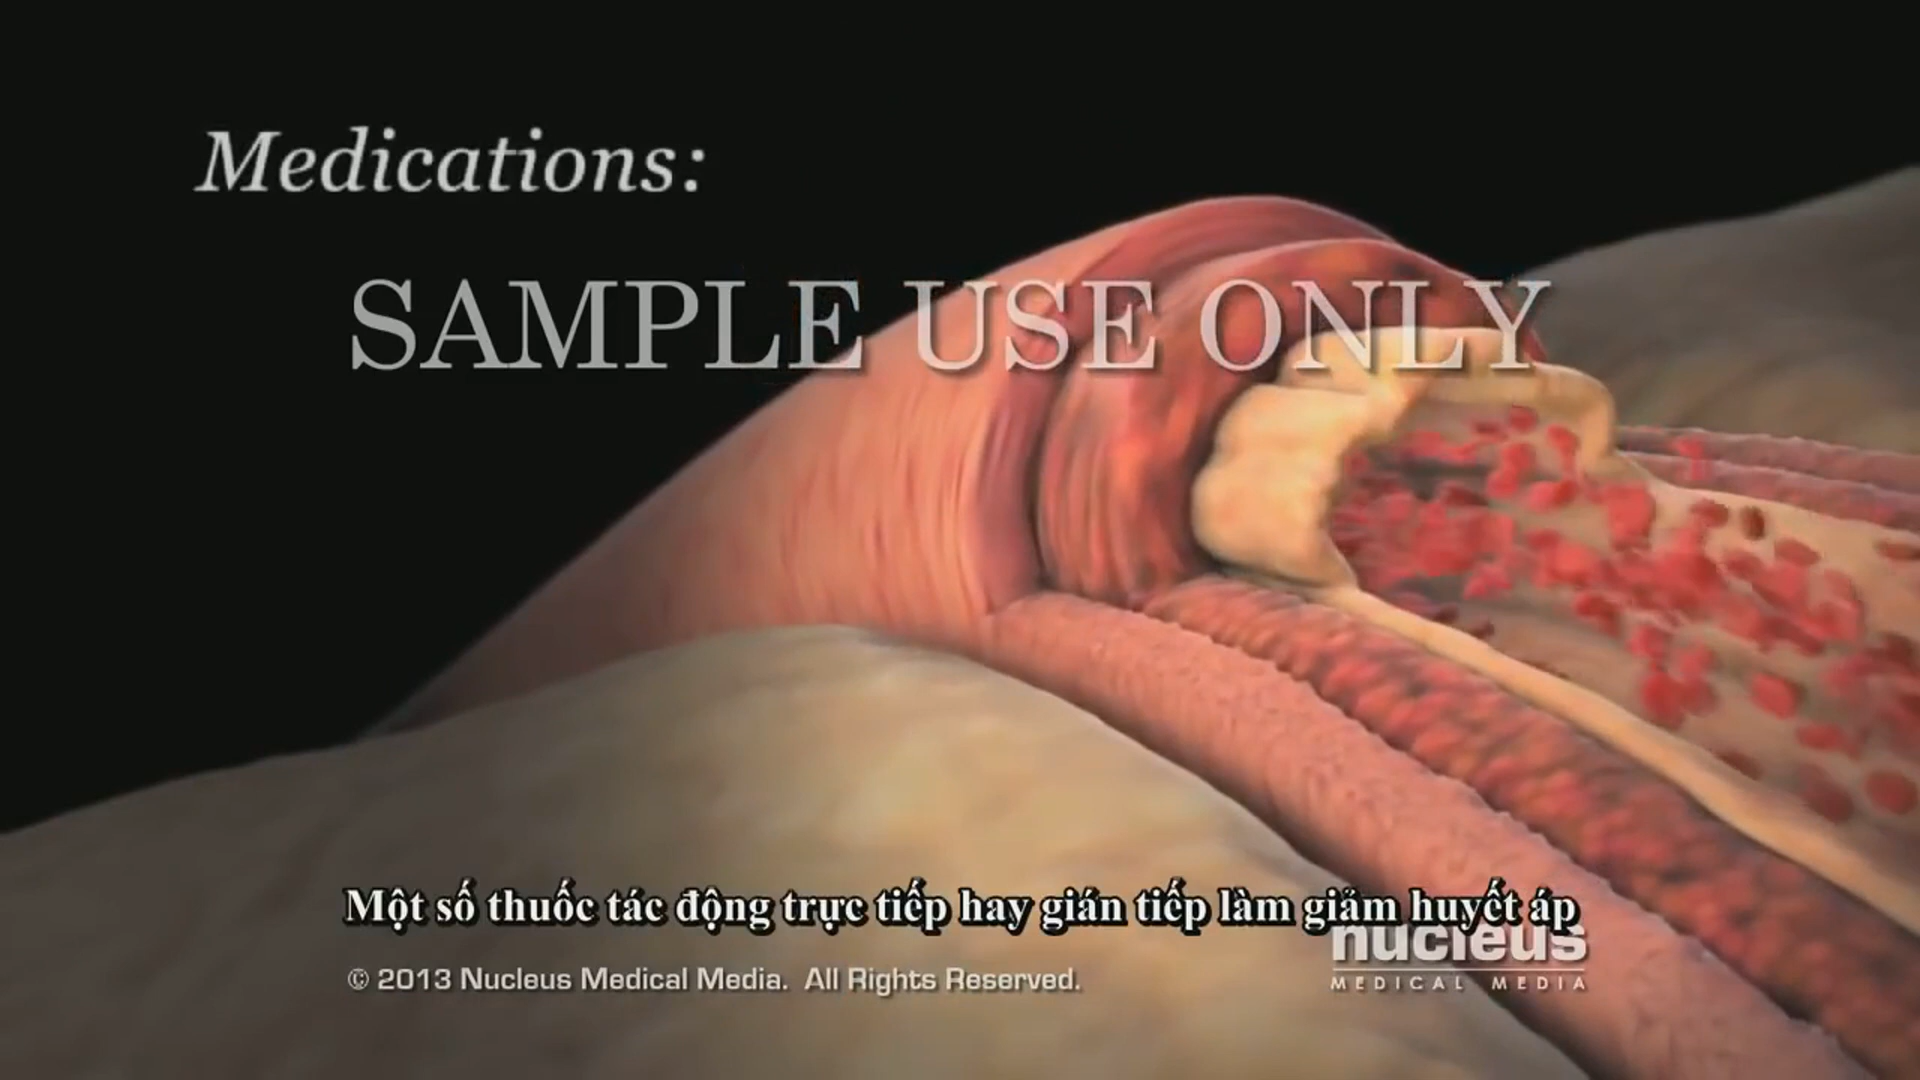 Medications:
SAMPLE USE ONLY
Một số thuốc tác động trực tiếp hay gián tiếp làm giảm huyết áp
nucleus
MEDICAL MEDIA
© 2013 Nucleus Medical Media. All Rights Reserved.